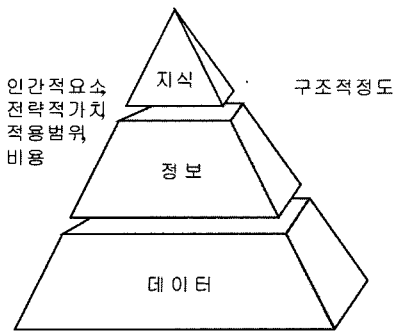 지식
인간적요소,
전략적가치,
적용범위,
비용
구조적정도
정보
데이터